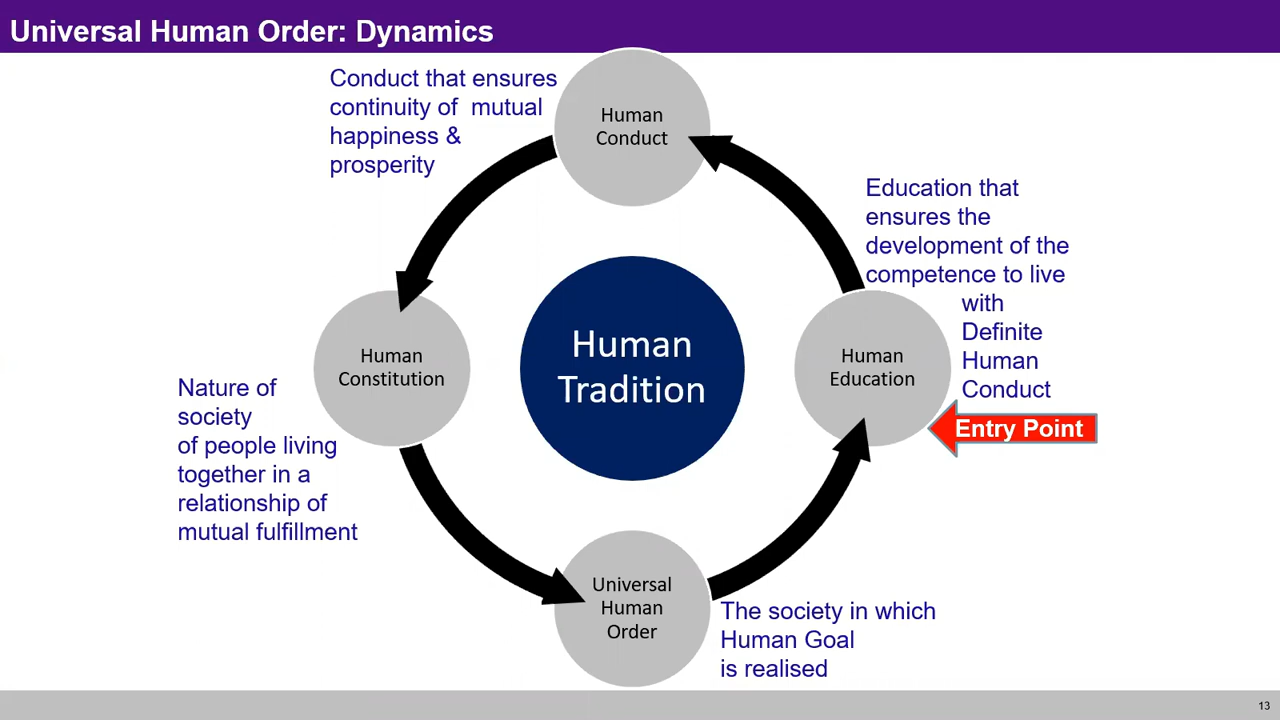 Universal Human Order: Dynamics
Conduct that ensures
continuity of  mutual
happiness &
prosperity
Human
Conduct
Education that
ensures the
development of the
competence to live
with
Definite
Human
Conduct
Human
Education
Entry Point
Human
Tradition
Human
Constitution
Nature of
society
of people living
together in a
relationship of
mutual fulfillment
Universal
Human
Order
The society in which
Human Goal
is realised
13